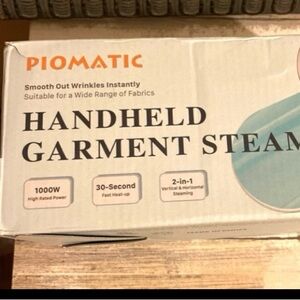 PIOMATIC
Smooth Out Wrinkles Instantly
Suitable for a Wide Range of Fabrics
HANDHELD
GARMENT STEAM
1000W
High Rated Power
30-Second
Fast Heat-up
2-in-1
Vertical & Horizontal
Steaming